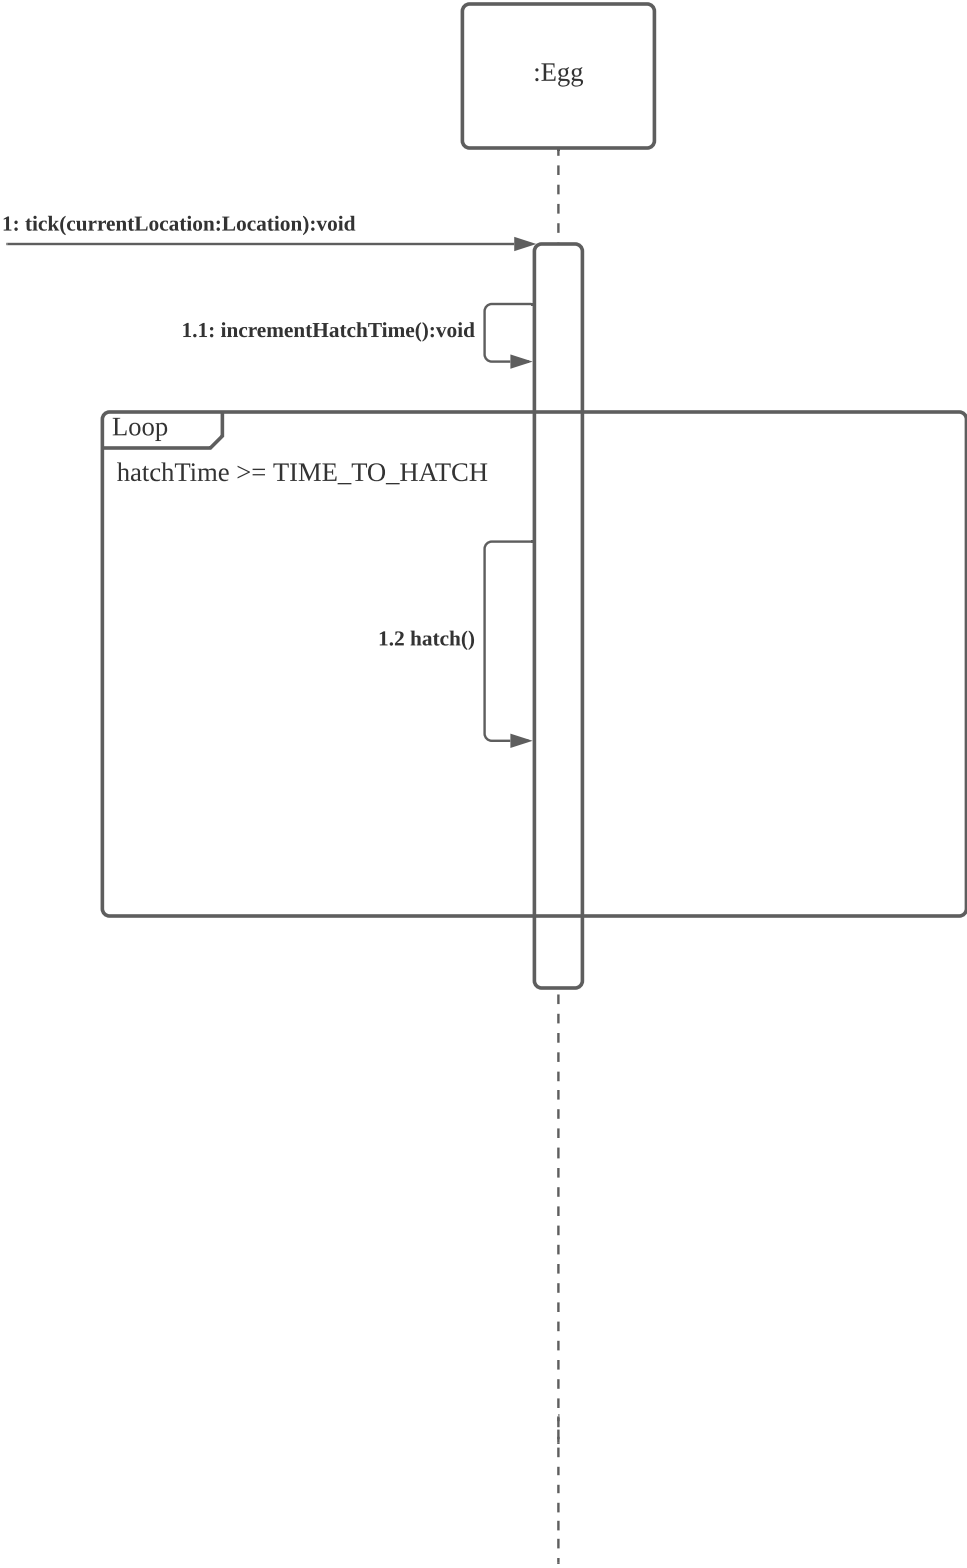 :Egg
1: tick(currentLocation:Location):void
1.1: incrementHatchTime():void
Loop
hatchTime >= TIME_TO_HATCH
1.2 hatch()